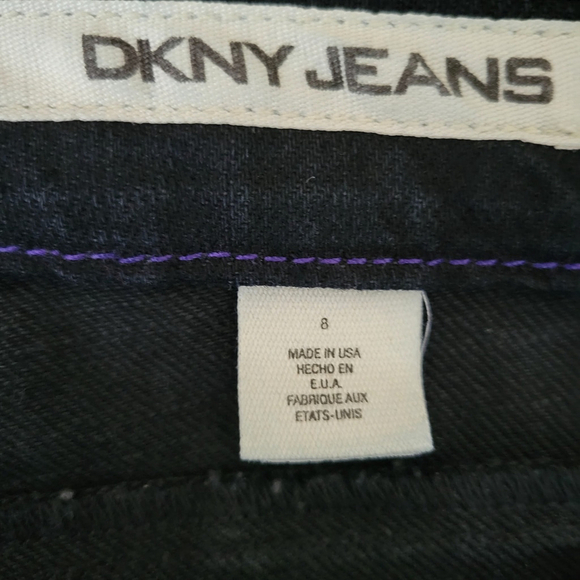 DKNY JEANS
8
MADE IN USA
HECHO EN
E.U.A.
FABRIQUE AUX
ETATS-UNIS